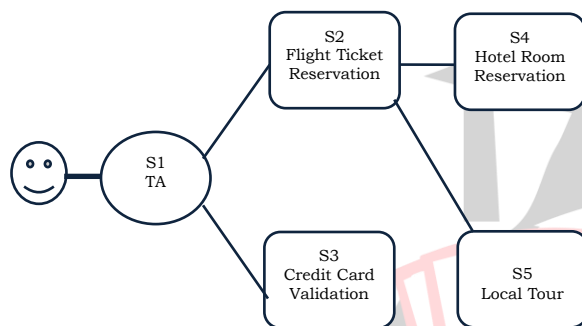 S2
Flight Ticket
Reservation
S4
Hotel Room
Reservation
S1
TA
S3
Credit Card
Validation
S5
Local Tour